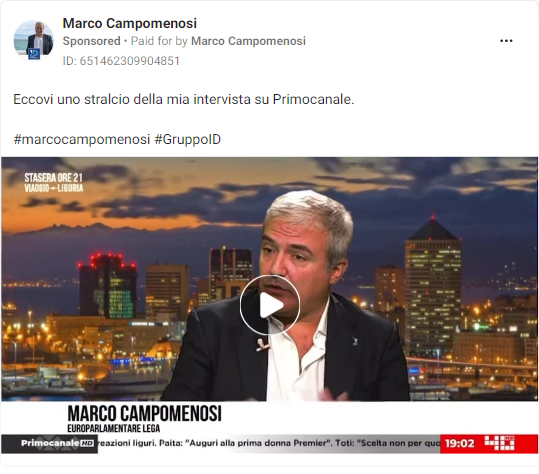 Marco Campomenosi
Sponsored • Paid for by Marco Campomenosi
ID: 651462309904851
Eccovi uno stralcio della mia intervista su Primocanale.
#marcocampomenosi #GruppoID
STASERA ORE 21
VIAGGIO IN LIGURIA
MARCO CAMPOMENOSI
EUROPARLAMENTARE LEGA
Primocanale HD reazioni liguri. Paita: "Auguri alla prima donna Premier". Toti: "Scelta non per quo 19:02